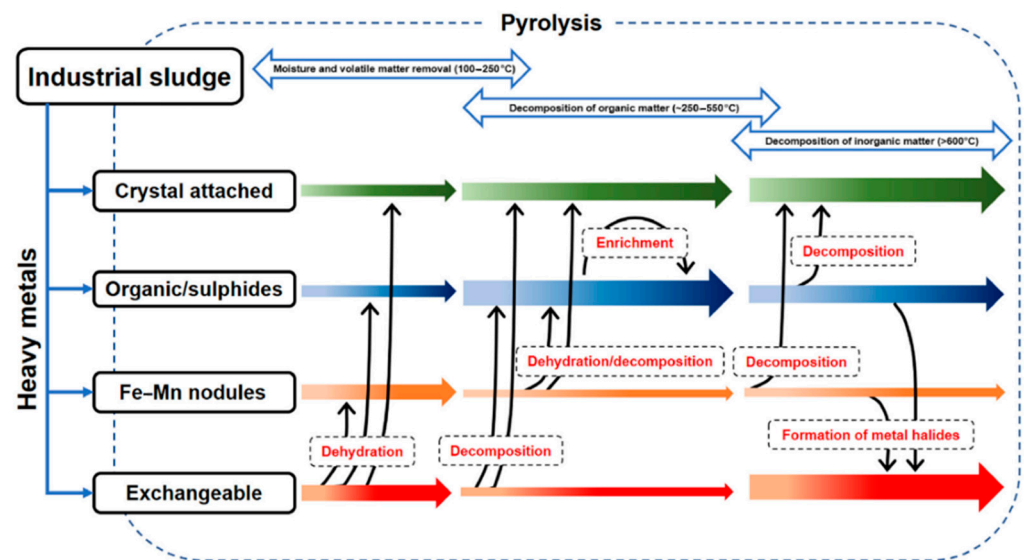 Pyrolysis
Industrial sludge
Moisture and volatile matter removal (100–250°C)
Decomposition of organic matter (~250–550°C)
Decomposition of inorganic matter (>600°C)
Heavy metals
Crystal attached
Enrichment
Decomposition
Organic/sulphides
Dehydration/decomposition
Decomposition
Fe–Mn nodules
Dehydration
Decomposition
Formation of metal halides
Exchangeable